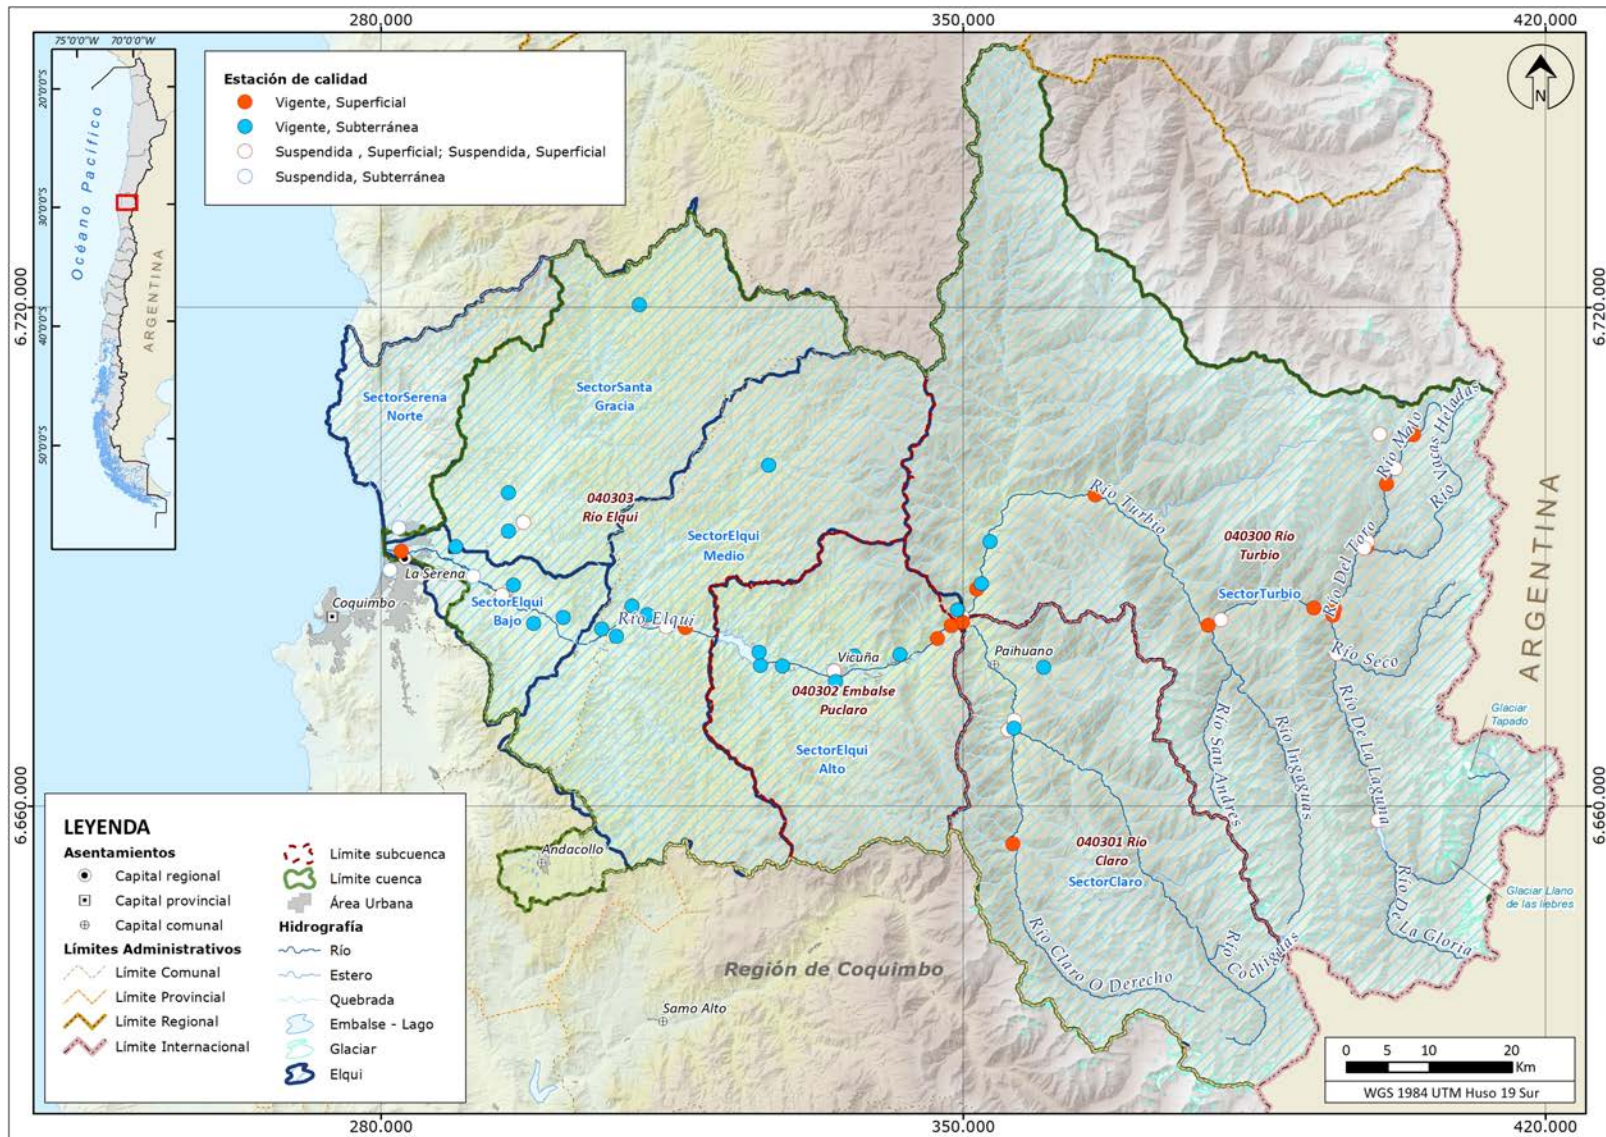 280.000
350.000
420.000
75°0'0"W
70°0'0"W
20°0'0"S
30°0'0"S
40°0'0"S
50°0'0"S
Océano Pacífico
ARGENTINA
Estación de calidad
Vigente, Superficial
Vigente, Subterránea
Suspendida , Superficial; Suspendida, Superficial
Suspendida, Subterránea
N
6.720.000
6.720.000
SectorSerena
Norte
SectorSanta
Gracia
040303
Río Elqui
SectorElqui
Medio
Río Turbio
040300 Río
Turbio
SectorTurbio
Río Malo
Río Vacas Heladas
Río Del Toro
ARGENTINA
La Serena
Coquimbo
SectorElqui
Bajo
Río Elqui
Vicuña
Paihuano
040302 Embalse
Puclaro
SectorElqui
Alto
Río Seco
Río San Andres
Río Ingaguas
Río De La Laguna
Glaciar
Tapado
6.660.000
6.660.000
040301 Río
Claro
SectorClaro
Glaciar Llano
de las liebres
Río De La Gloria
Río Cochiguas
Río Claro O Derecho
Andacollo
Región de Coquimbo
Samo Alto
LEYENDA
Asentamientos
Capital regional
Capital provincial
Capital comunal
Límites Administrativos
Límite Comunal
Límite Provincial
Límite Regional
Límite Internacional
Límite subcuenca
Límite cuenca
Área Urbana
Hidrografía
Río
Estero
Quebrada
Embalse - Lago
Glaciar
Elqui
0 5 10 20
Km
WGS 1984 UTM Huso 19 Sur
280.000
350.000
420.000